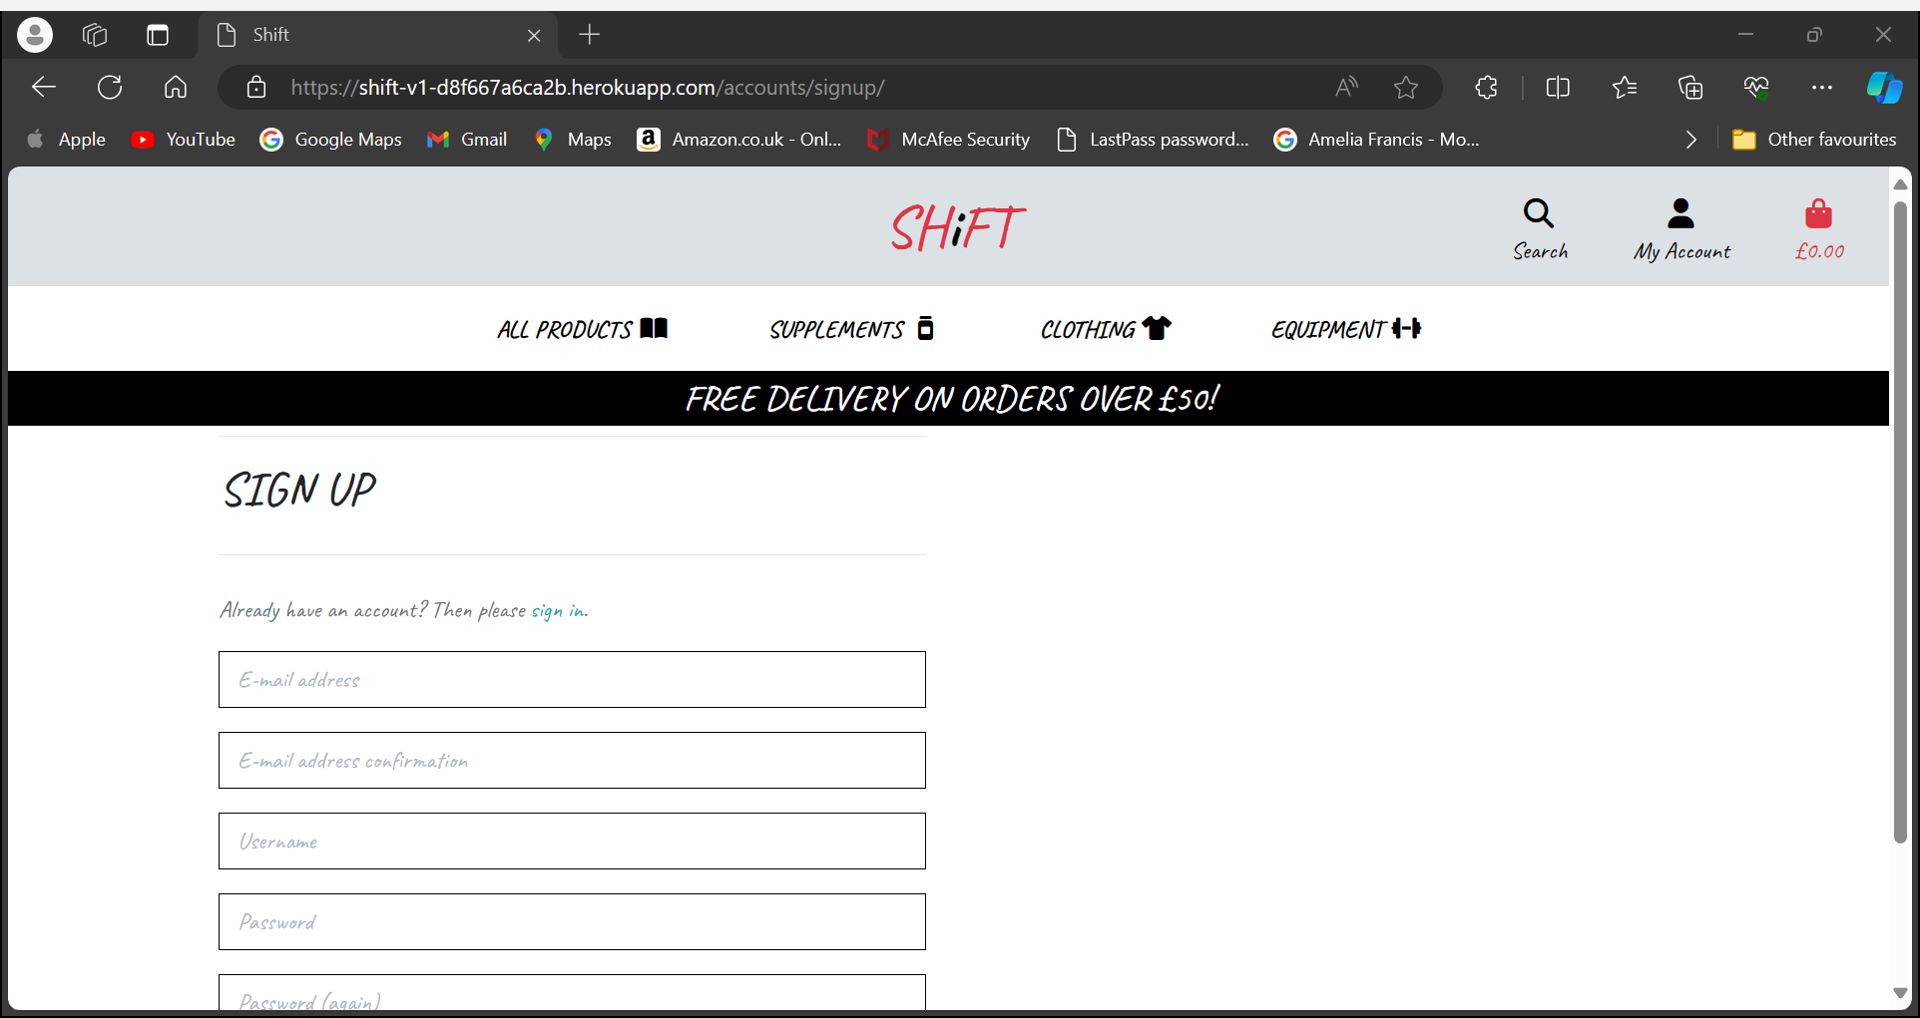 Shift
https://shift-v1-d8f667a6ca2b.herokuapp.com/accounts/signup/
Apple YouTube Google Maps Gmail Maps Amazon.co.uk - Onl... McAfee Security LastPass password... Amelia Francis - Mo... Other favourites
SHiFT
Search My Account £0.00
ALL PRODUCTS SUPPLEMENTS CLOTHING EQUIPMENT
FREE DELIVERY ON ORDERS OVER £50!
SIGN UP
Already have an account? Then please sign in.
E-mail address
E-mail address confirmation
Username
Password
Password (again)